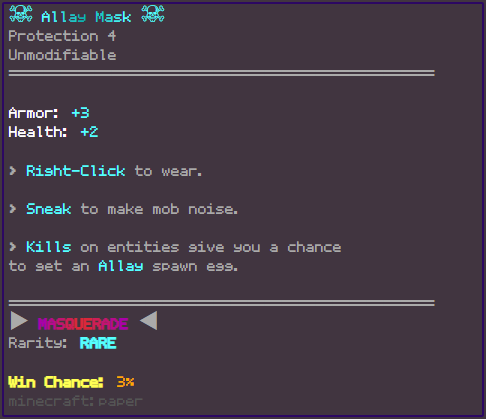 ☠ Allay Mask ☠
Protection 4
Unmodifiable
Armor: +3
Health: +2
> Right-Click to wear.
> Sneak to make mob noise.
> Kills on entities give you a chance
to get an Allay spawn egg.
▶ MASQUERADE ◀
Rarity: RARE
Win Chance: 3%
minecraft:paper